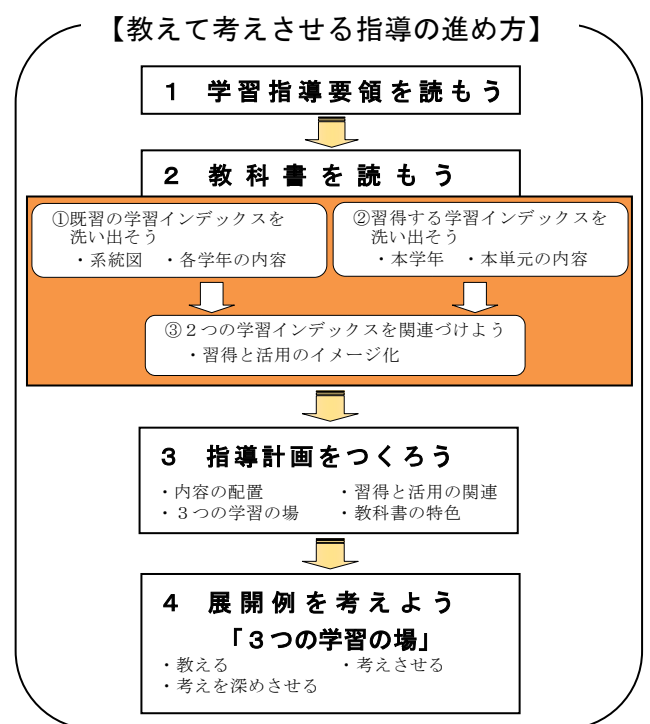 【教えて考えさせる指導の進め方】
１　学習指導要領を読もう
２　教科書を読もう
①既習の学習インデックスを
洗い出そう
・系統図　・各学年の内容
②習得する学習インデックスを
洗い出そう
・本学年　・本単元の内容
③２つの学習インデックスを関連づけよう
・習得と活用のイメージ化
３　指導計画をつくろう
・内容の配置　・習得と活用の関連
・３つの学習の場　・教科書の特色
４　展開例を考えよう
「３つの学習の場」
・教える　・考えさせる
・考えを深めさせる